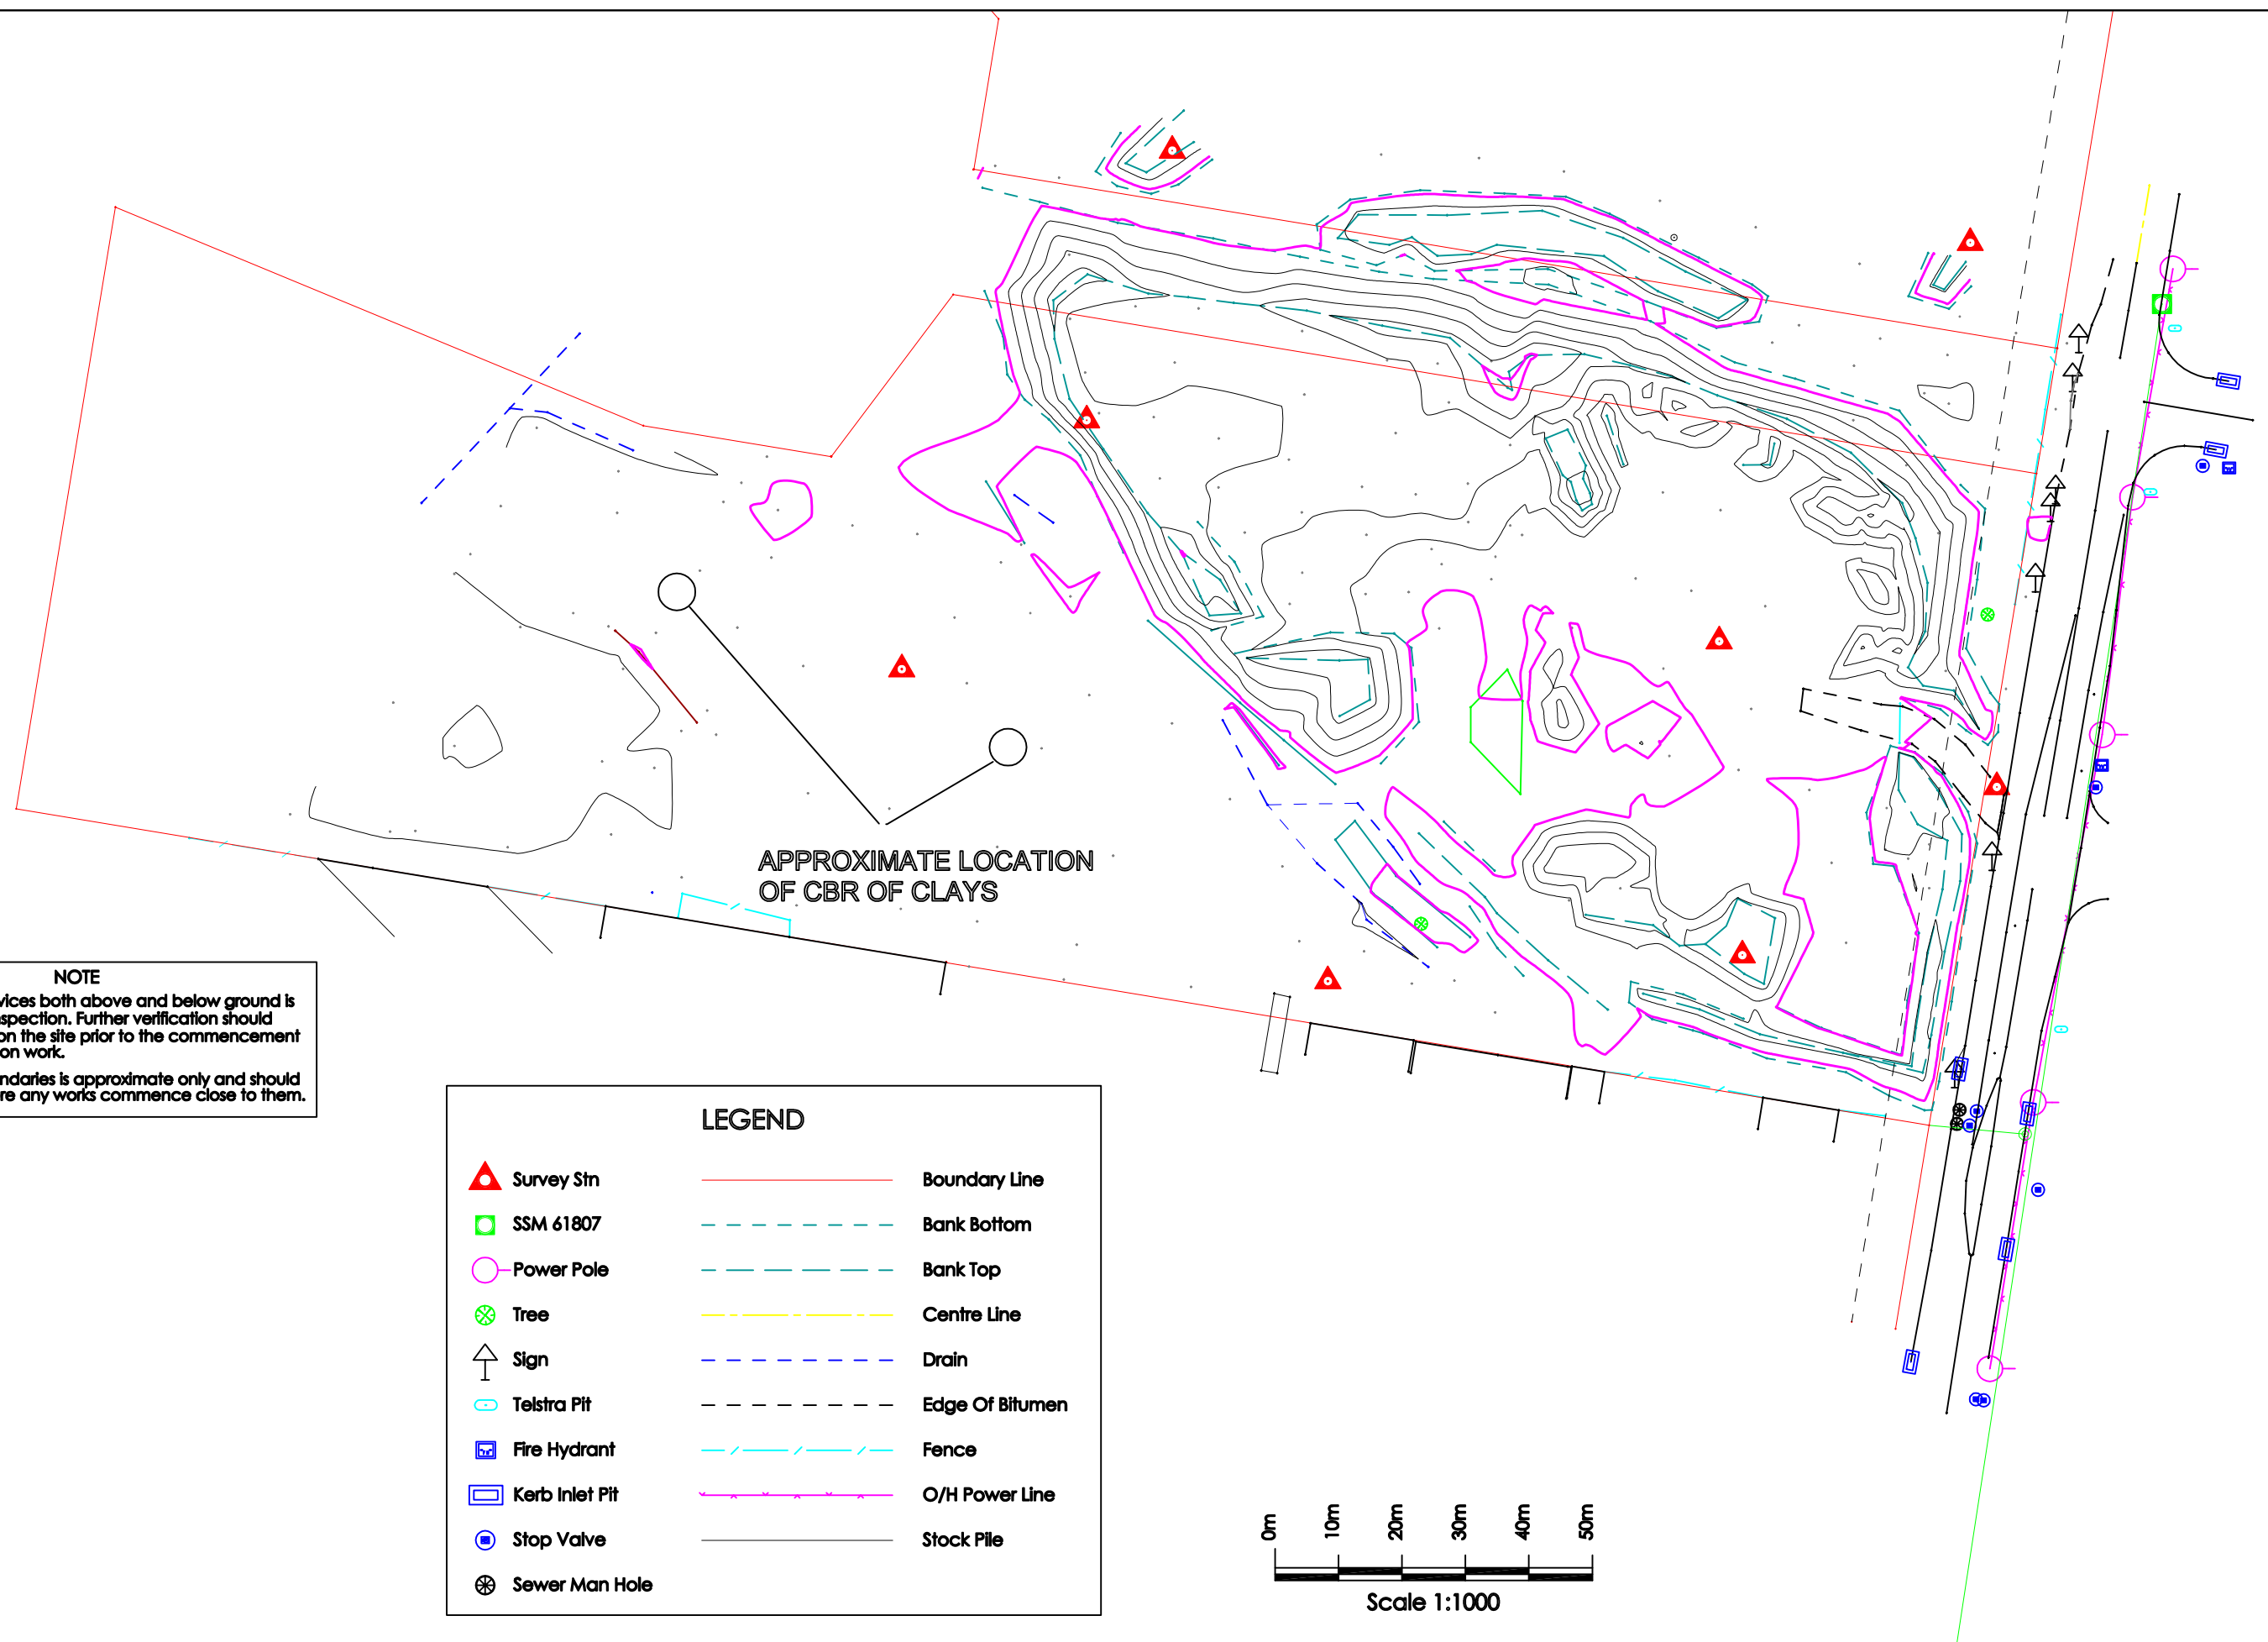 APPROXIMATE LOCATION
OF CBR OF CLAYS
NOTE
vices both above and below ground is
spection. Further verification should
on the site prior to the commencement
on work.
ndaries is approximate only and should
re any works commence close to them.
LEGEND
Survey Stn
Boundary Line
SSM 61807
Bank Bottom
Power Pole
Bank Top
Tree
Centre Line
Sign
Drain
Telstra Pit
Edge Of Bitumen
Fire Hydrant
Fence
Kerb Inlet Pit
O/H Power Line
Stop Valve
Stock Pile
Sewer Man Hole
0m 10m 20m 30m 40m 50m
Scale 1:1000